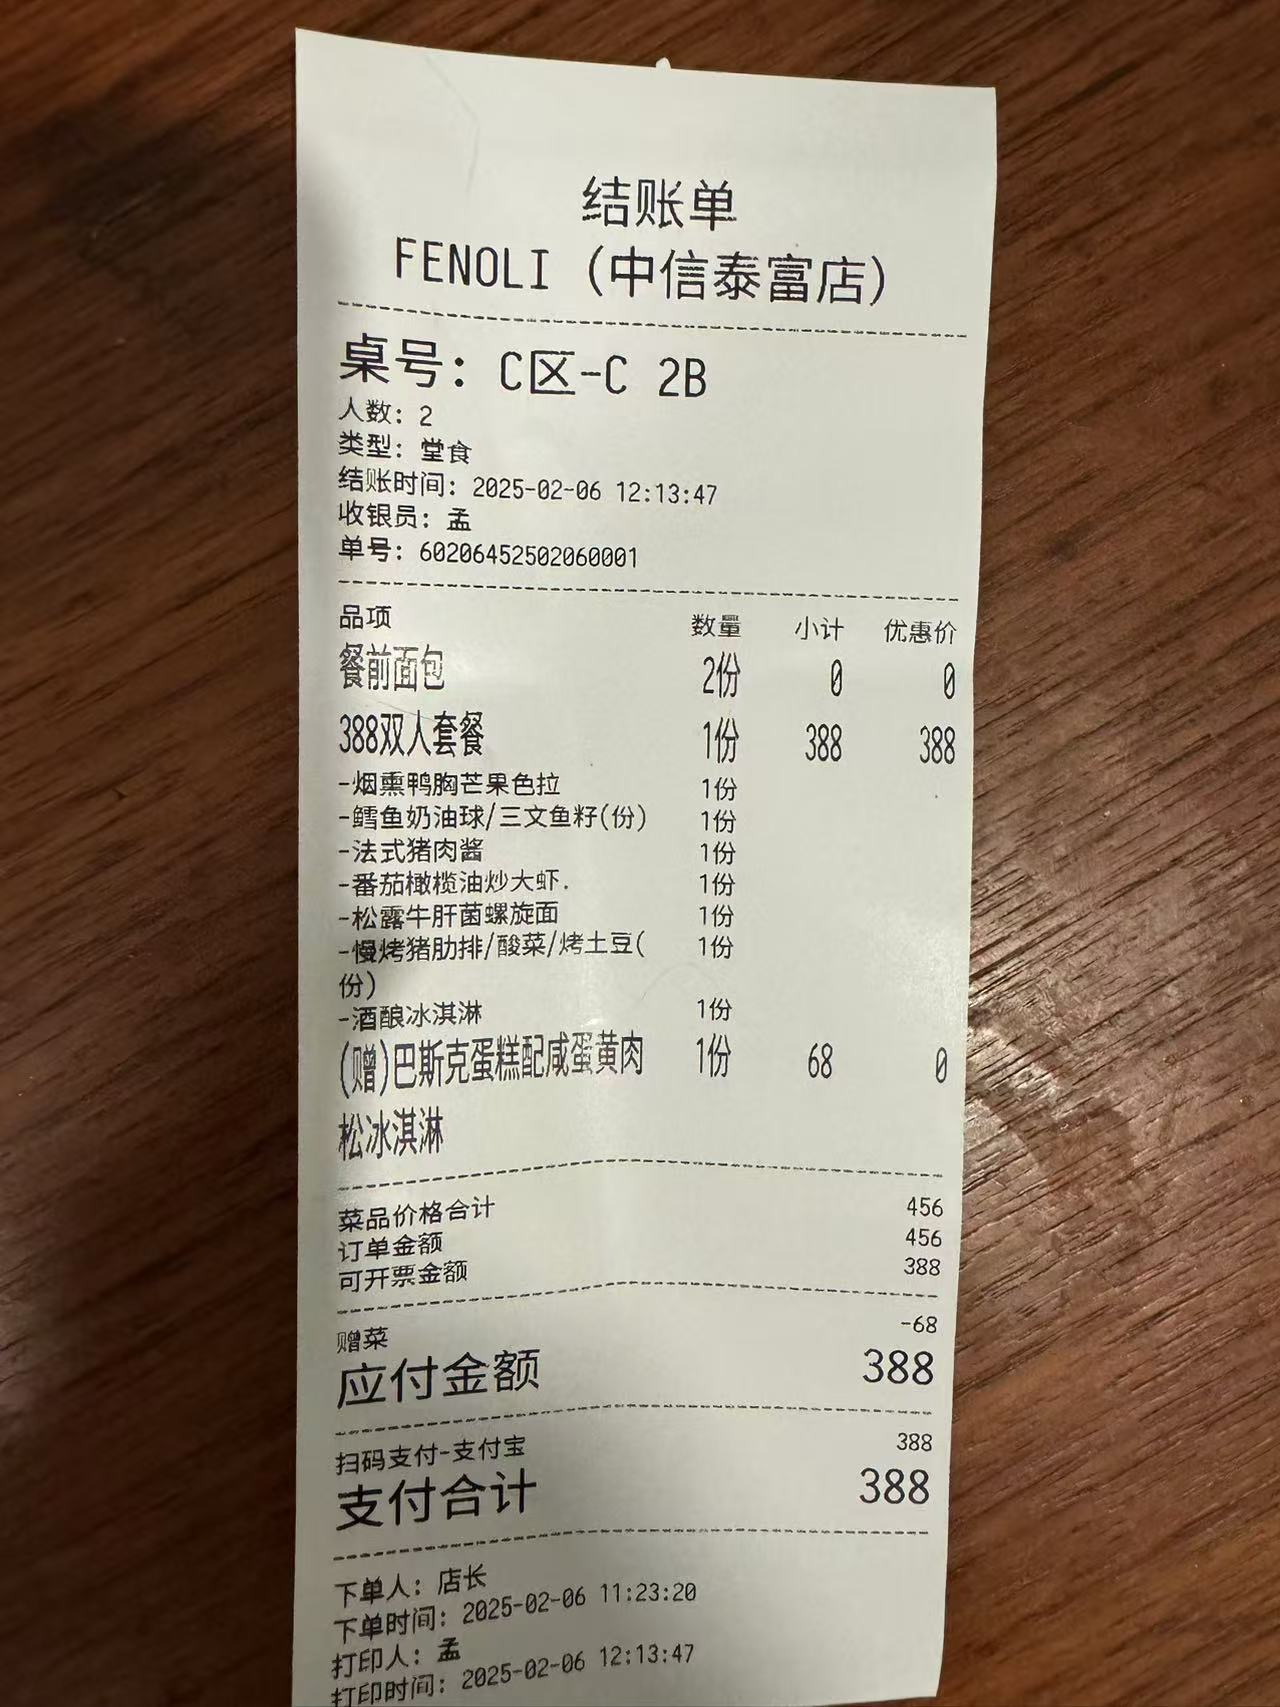 结账单
FENOLI (中信泰富店)
桌号: C区-C 2B
人数: 2
类型: 堂食
结账时间: 2025-02-06 12:13:47
收银员: 孟
单号: 602064525020600​01
品项 数量 小计 优惠价
餐前面包 2份 0 0
388双人套餐 1份 388 388
-烟熏鸭胸芒果色拉 1份
-鳕鱼奶油球/三文鱼籽(份) 1份
-法式猪肉酱 1份
-番茄橄榄油炒大虾. 1份
-松露牛肝菌螺旋面 1份
-慢烤猪肋排/酸菜/烤土豆( 1份
份)
-酒酿冰淇淋 1份
(赠)巴斯克蛋糕配咸蛋黄肉 1份 68 0
松冰淇淋
菜品价格合计 456
订单金额 456
可开票金额 388
赠菜 -68
应付金额 388
扫码支付-支付宝 388
支付合计 388
下单人: 店长
下单时间: 2025-02-06 11:23:20
打印人: 孟
打印时间: 2025-02-06 12:13:47